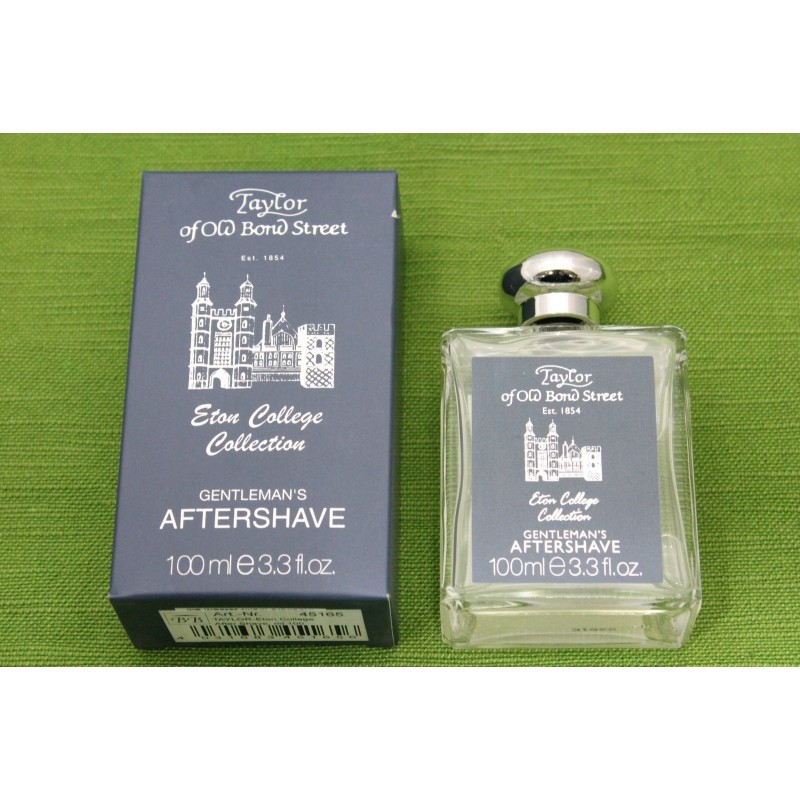 Taylor
of Old Bond Street
Est. 1854
Eton College
Collection
GENTLEMAN'S
AFTERSHAVE
100 ml e 3.3 fl.oz.
Art.-Nr. 45165
TAYLOR Eton College
Taylor
of Old Bond Street
Est. 1854
Eton College
Collection
GENTLEMAN'S
AFTERSHAVE
100ml e 3.3 fl.oz.